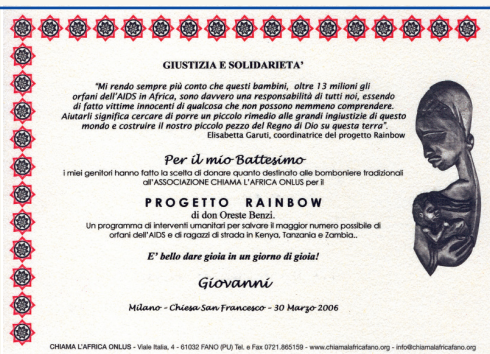 GIUSTIZIA E SOLIDARIETA'
"Mi rendo sempre più conto che questi bambini, oltre 13 milioni gli
orfani dell'AIDS in Africa, sono davvero una responsabilità di tutti noi, essendo
di fatto vittime innocenti di qualcosa che non possono nemmeno comprendere.
Aiutarli significa cercare di porre un piccolo rimedio alle grandi ingiustizie di questo
mondo e costruire il nostro piccolo pezzo del Regno di Dio su questa terra".
Elisabetta Garuti, coordinatrice del progetto Rainbow
Per il mio Battesimo
i miei genitori hanno fatto la scelta di donare quanto destinato alle bomboniere tradizionali
all'ASSOCIAZIONE CHIAMA L'AFRICA ONLUS per il
PROGETTO RAINBOW
di don Oreste Benzi.
Un programma di interventi umanitari per salvare il maggior numero possibile di
orfani dell'AIDS e di ragazzi di strada in Kenya, Tanzania e Zambia..
E' bello dare gioia in un giorno di gioia!
Giovanni
Milano - Chiesa San Francesco - 30 Marzo 2006
CHIAMA L'AFRICA ONLUS - Viale Italia, 4 - 61032 FANO (PU) Tel. e Fax 0721.865159 - www.chiamalafricafano.org - info@chiamalafricafano.org